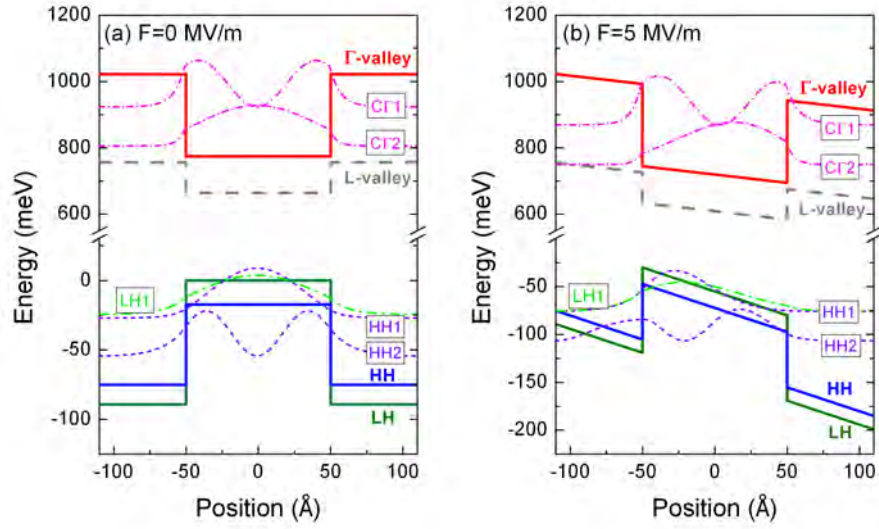 (a) F=0 MV/m
Γ-valley
CΓ1
CΓ2
L-valley
LH1
HH1
HH2
HH
LH
1200
1000
800
600
0
-50
-100
Energy (meV)
-100 -50 0 50 100
Position (Å)
(b) F=5 MV/m
Γ-valley
CΓ1
CΓ2
L-valley
LH1
HH1
HH2
HH
LH
1200
1000
800
600
-50
-100
-150
-200
Energy (meV)
-100 -50 0 50 100
Position (Å)